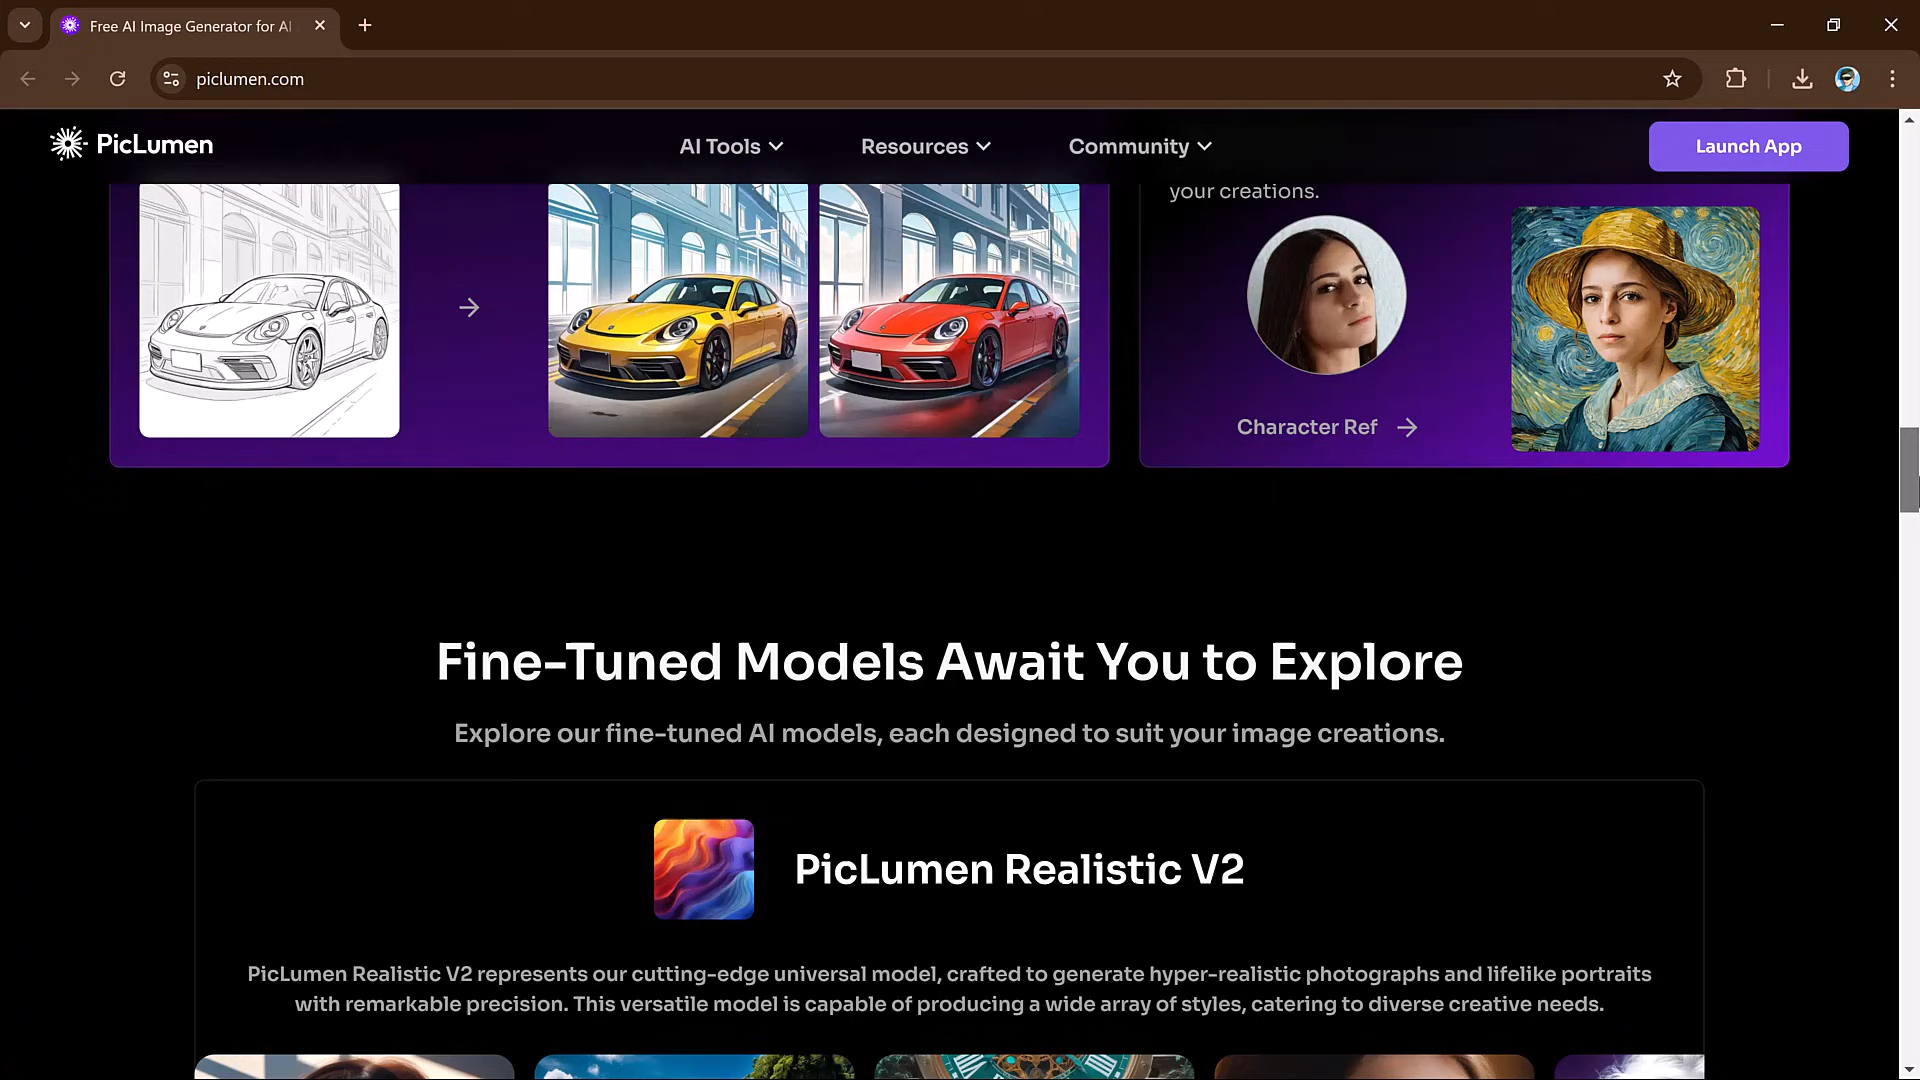 Free AI Image Generator for AI
piclumen.com
PicLumen
AI Tools
Resources
Community
Launch App
your creations.
Character Ref
Fine-Tuned Models Await You to Explore
Explore our fine-tuned AI models, each designed to suit your image creations.
PicLumen Realistic V2
PicLumen Realistic V2 represents our cutting-edge universal model, crafted to generate hyper-realistic photographs and lifelike portraits
with remarkable precision. This versatile model is capable of producing a wide array of styles, catering to diverse creative needs.